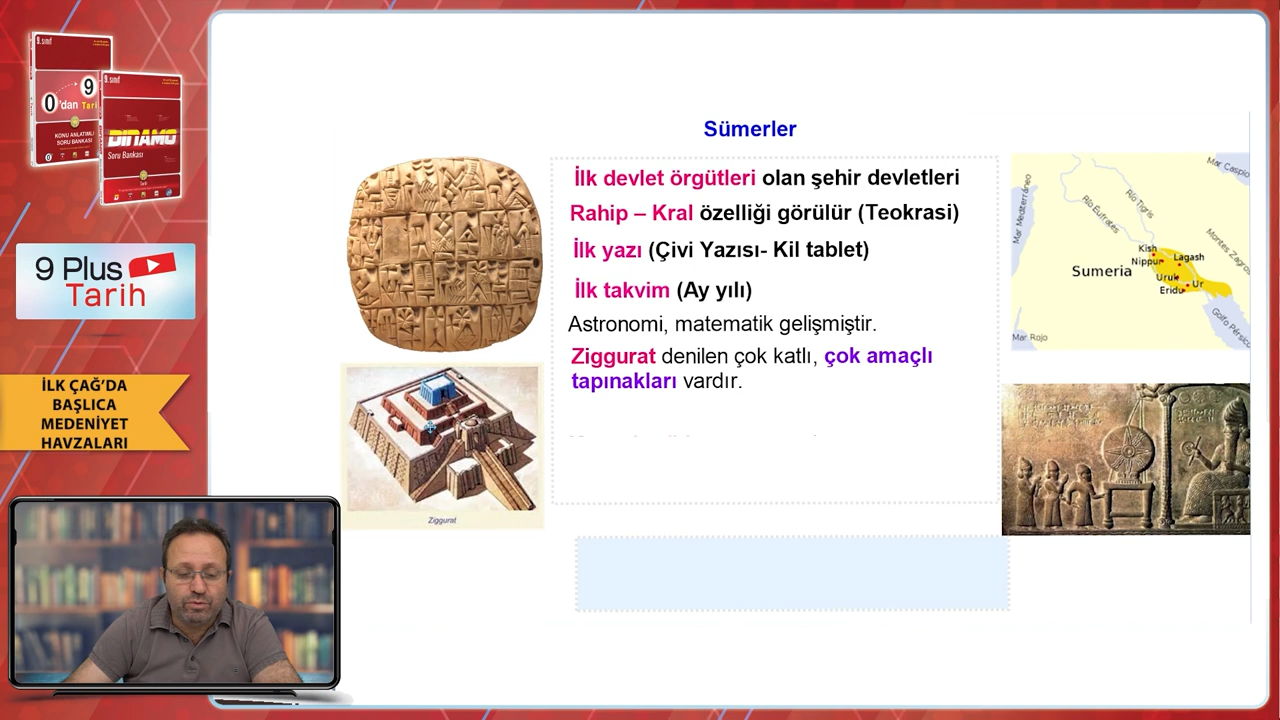 9. sınıf
9
0'dan Tarih
KONU ANLATIMLI
SORU BANKASI
9. sınıf
DINAMO
Soru Bankası
Tarih
9 Plus
Tarih
İLK ÇAĞ'DA
BAŞLICA
MEDENİYET
HAVZALARI
Sümerler
İlk devlet örgütleri olan şehir devletleri
Rahip – Kral özelliği görülür (Teokrasi)
İlk yazı (Çivi Yazısı- Kil tablet)
İlk takvim (Ay yılı)
Astronomi, matematik gelişmiştir.
Ziggurat denilen çok katlı, çok amaçlı
tapınakları vardır.
Ziggurat
Mar Caspio
Mar Mediterráneo
Río Éufrates
Río Tigris
Montes Zagros
Kish
Nippur
Lagash
Sumeria
Uruk
Ur
Eridu
Golfo Pérsico
Mar Rojo